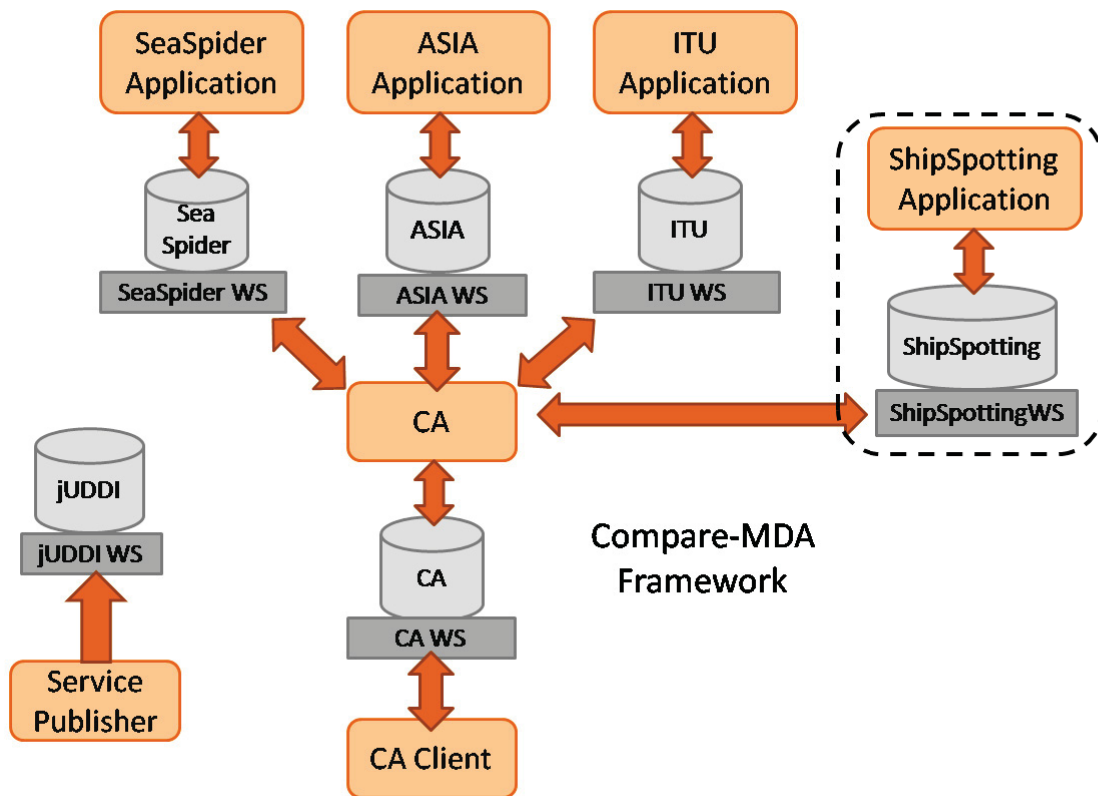 SeaSpider
Application
ASIA
Application
ITU
Application
ShipSpotting
Application
Sea
Spider
ASIA
ITU
SeaSpider WS
ASIA WS
ITU WS
ShipSpotting
ShipSpottingWS
CA
jUDDI
jUDDI WS
Compare-MDA
Framework
CA
CA WS
Service
Publisher
CA Client